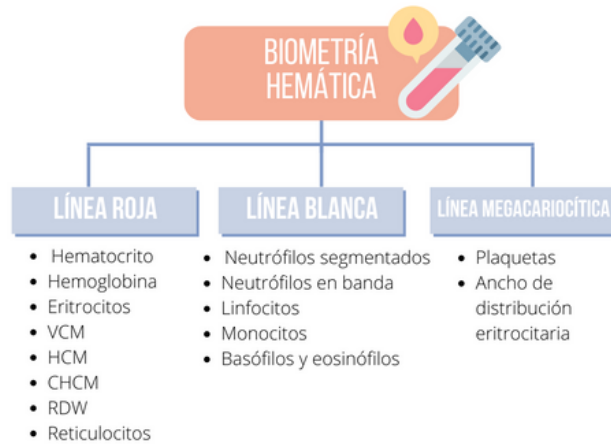 BIOMETRÍA
HEMÁTICA
LÍNEA ROJA
• Hematocrito
• Hemoglobina
• Eritrocitos
• VCM
• HCM
• CHCM
• RDW
• Reticulocitos
LÍNEA BLANCA
• Neutrófilos segmentados
• Neutrófilos en banda
• Linfocitos
• Monocitos
• Basófilos y eosinófilos
LÍNEA MEGACARIOCÍTICA
• Plaquetas
• Ancho de
distribución
eritrocitaria